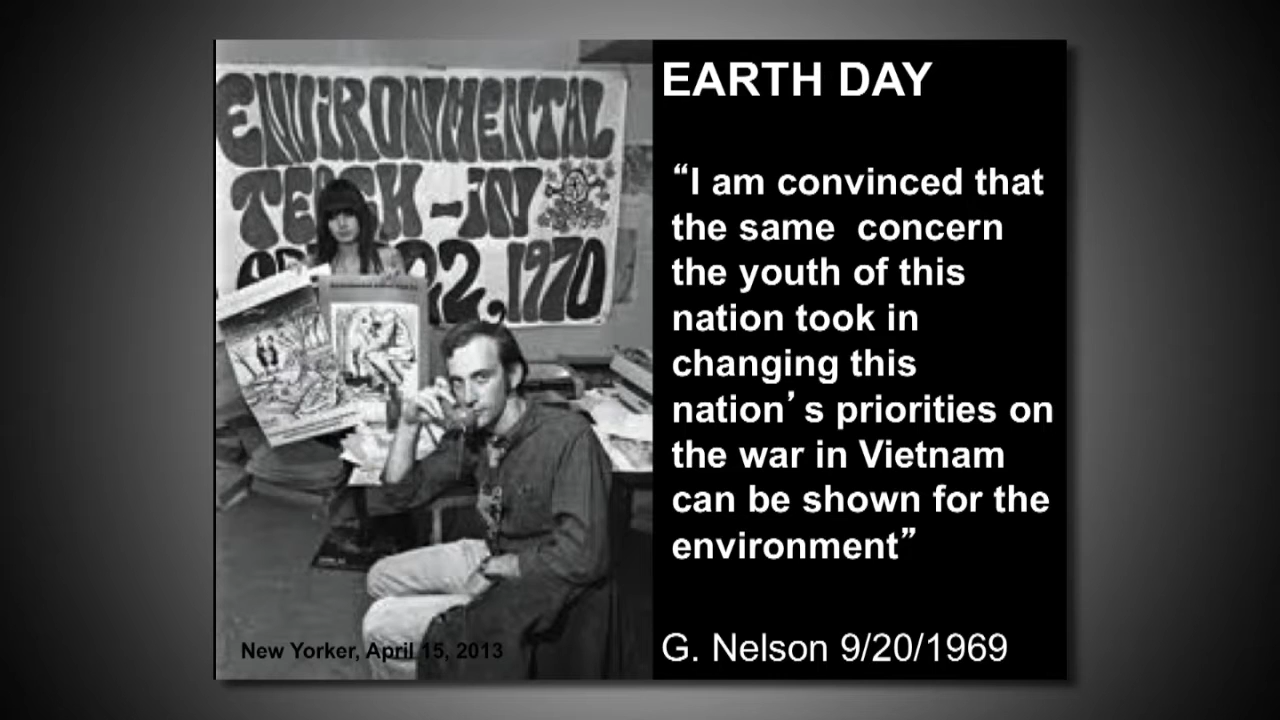 ENVIRONMENTAL
TEACH-IN
22, 1970
New Yorker, April 15, 2013
EARTH DAY
“I am convinced that
the same concern
the youth of this
nation took in
changing this
nation’s priorities on
the war in Vietnam
can be shown for the
environment”
G. Nelson 9/20/1969